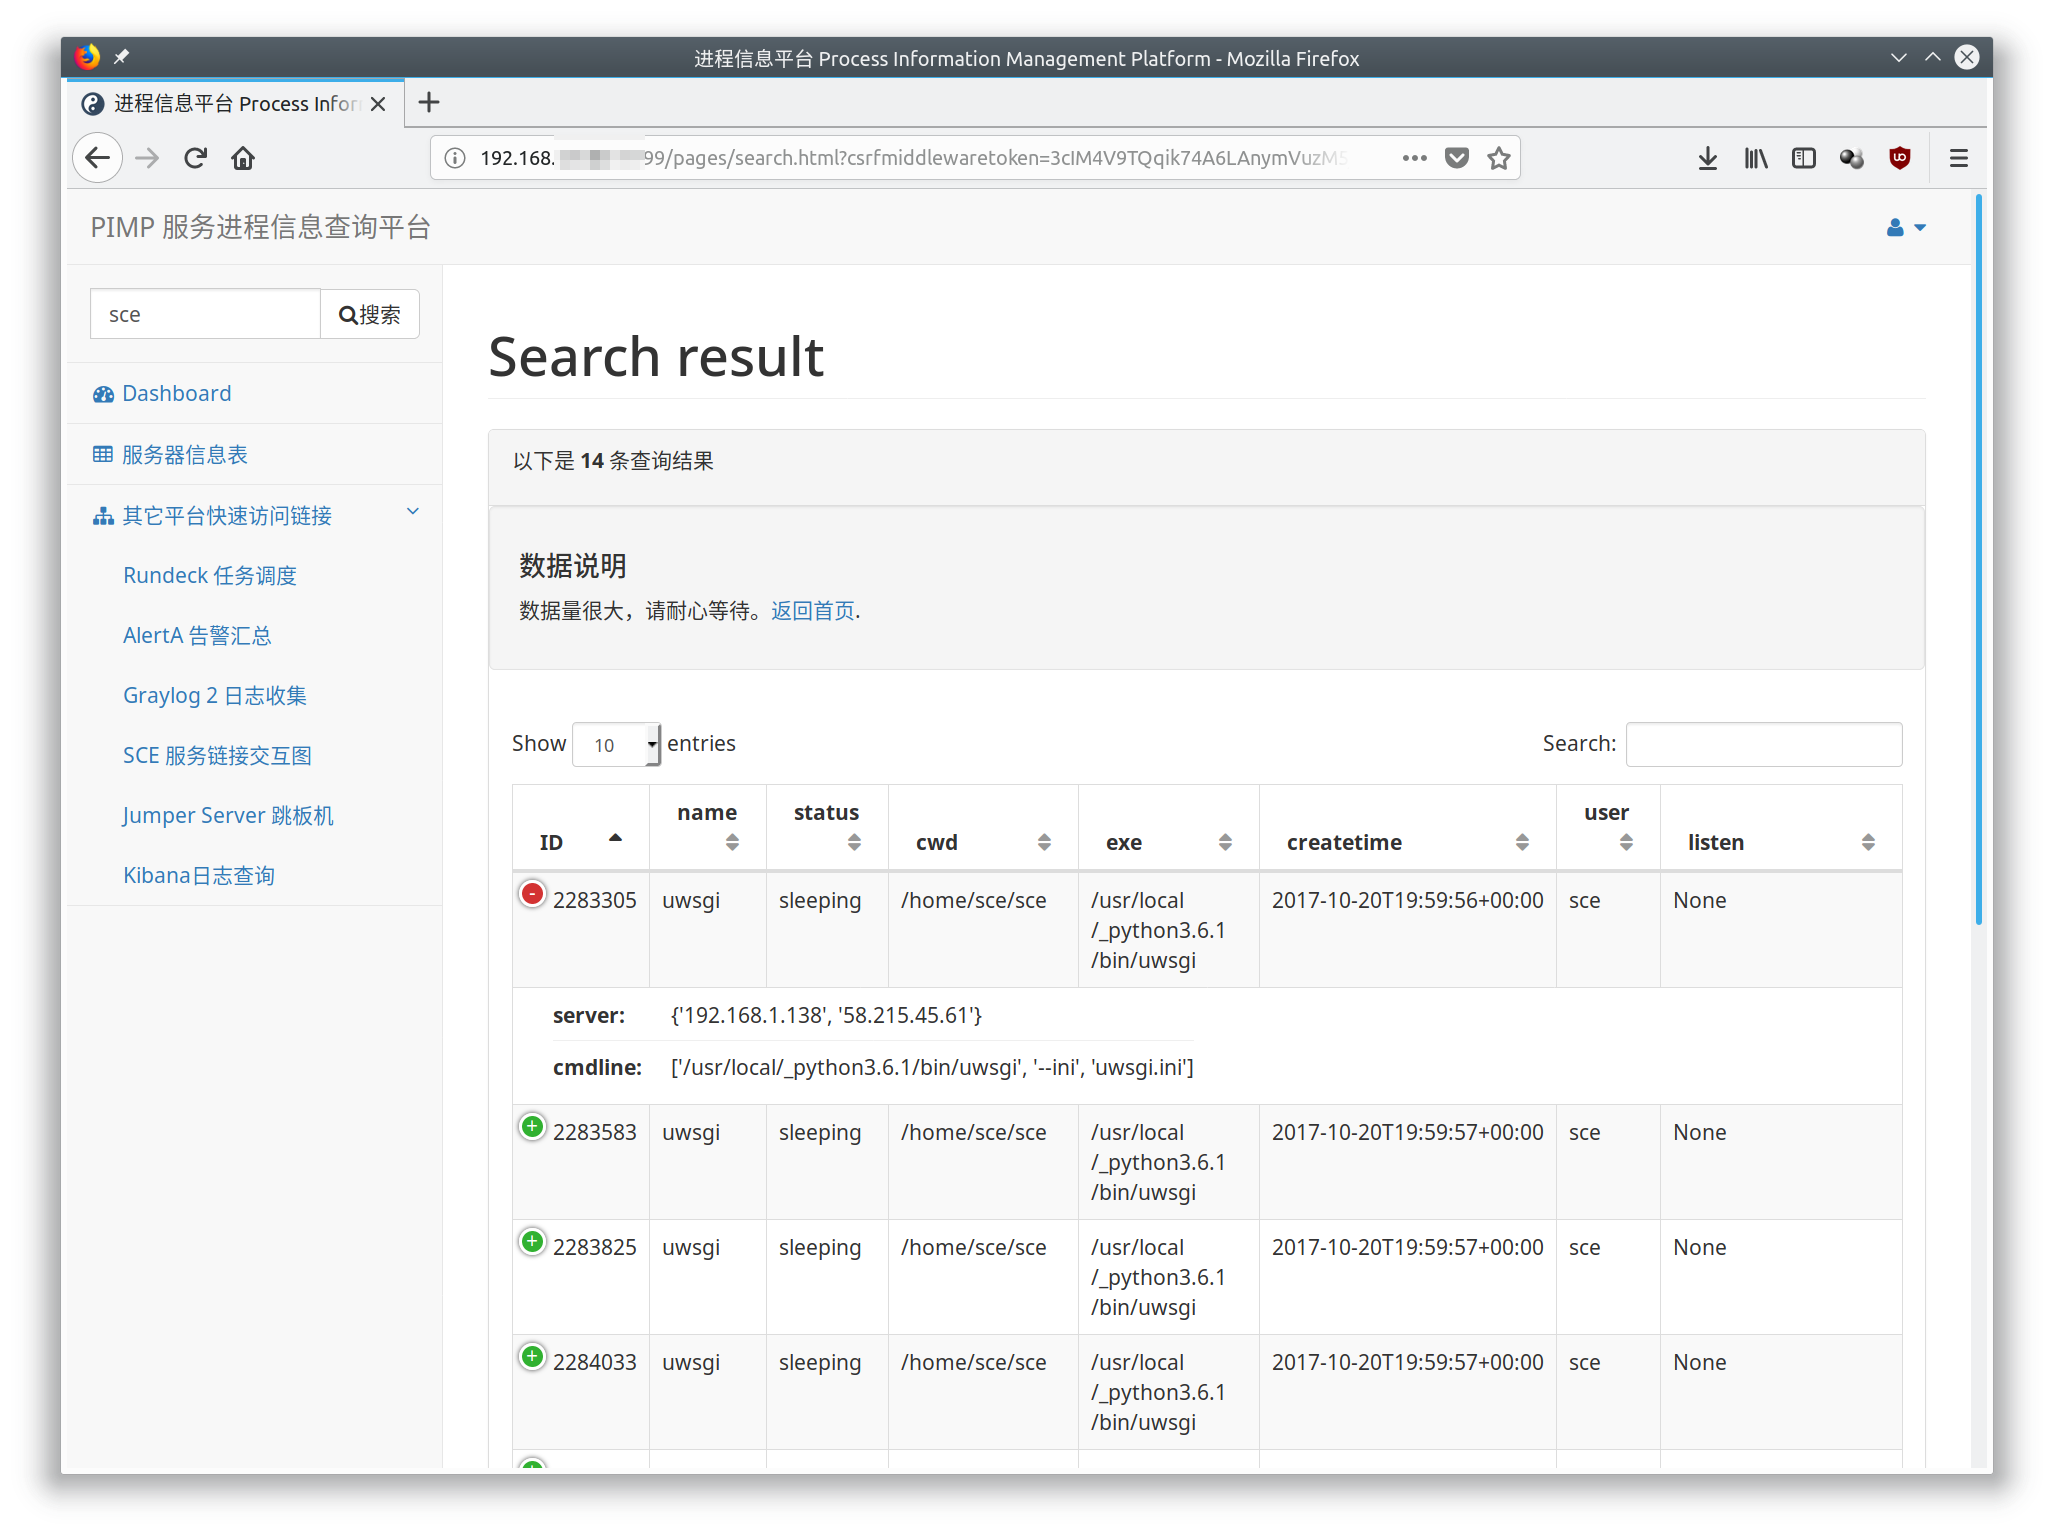 进程信息平台 Process Information Management Platform - Mozilla Firefox
进程信息平台 Process Infor
192.168. 99/pages/search.html?csrfmiddlewaretoken=3cIM4V9TQqik74A6LAnymVuzM5
PIMP 服务进程信息查询平台
sce 搜索
Dashboard
服务器信息表
其它平台快速访问链接
Rundeck 任务调度
AlertA 告警汇总
Graylog 2 日志收集
SCE 服务链接交互图
Jumper Server 跳板机
Kibana日志查询
Search result
以下是 14 条查询结果
数据说明
数据量很大，请耐心等待。返回首页.
Show 10 entries Search:
ID name status cwd exe createtime user listen
- 2283305 uwsgi sleeping /home/sce/sce /usr/local 2017-10-20T19:59:56+00:00 sce None
/_python3.6.1
/bin/uwsgi
server: {'192.168.1.138', '58.215.45.61'}
cmdline: ['/usr/local/_python3.6.1/bin/uwsgi', '--ini', 'uwsgi.ini']
+ 2283583 uwsgi sleeping /home/sce/sce /usr/local 2017-10-20T19:59:57+00:00 sce None
/_python3.6.1
/bin/uwsgi
+ 2283825 uwsgi sleeping /home/sce/sce /usr/local 2017-10-20T19:59:57+00:00 sce None
/_python3.6.1
/bin/uwsgi
+ 2284033 uwsgi sleeping /home/sce/sce /usr/local 2017-10-20T19:59:57+00:00 sce None
/_python3.6.1
/bin/uwsgi